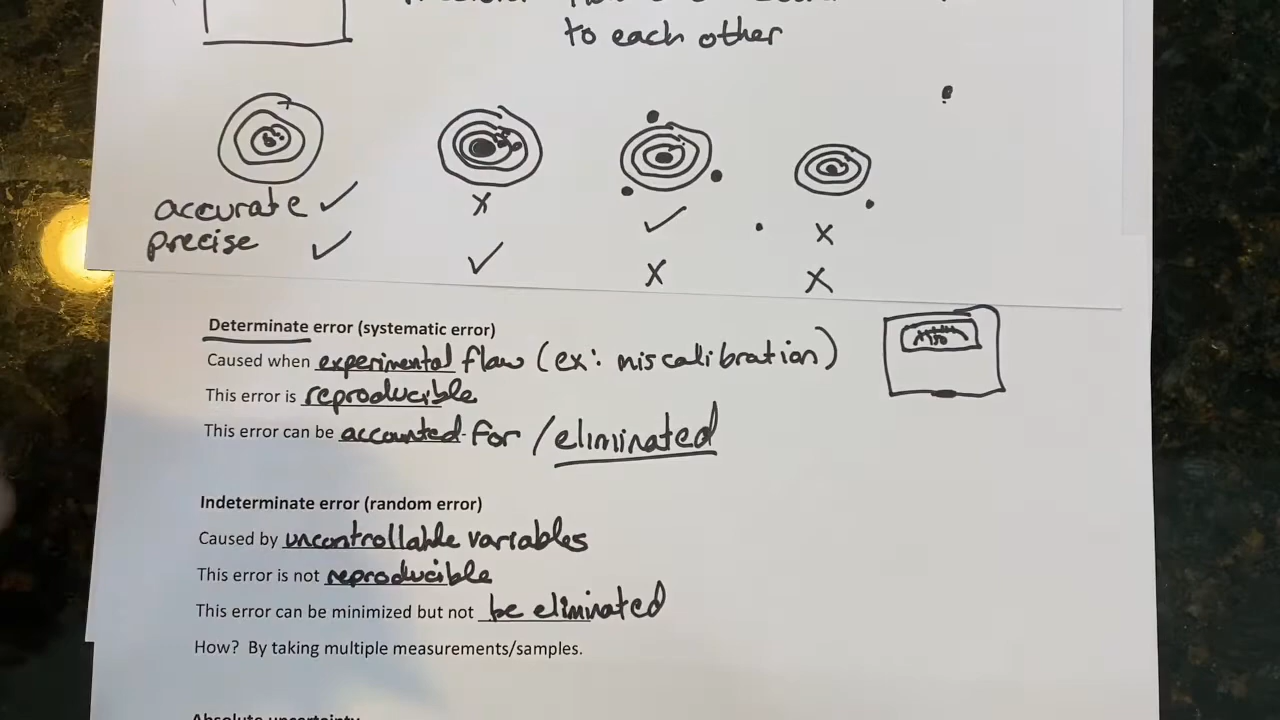 to each other
accurate ✓ x ✓ x
precise ✓ ✓ x x
Determinate error (systematic error)
Caused when experimental flaw (ex: miscalibration)
This error is reproducible
This error can be accounted for / eliminated
Indeterminate error (random error)
Caused by uncontrollable variables
This error is not reproducible
This error can be minimized but not be eliminated
How? By taking multiple measurements/samples.
Absolute uncertainty